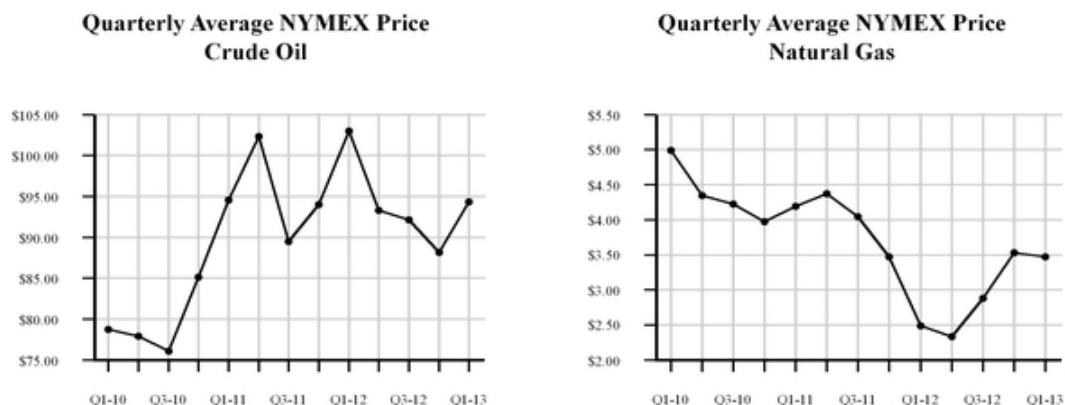 Quarterly Average NYMEX Price
Crude Oil
$105.00
$100.00
$95.00
$90.00
$85.00
$80.00
$75.00
Q1-10 Q3-10 Q1-11 Q3-11 Q1-12 Q3-12 Q1-13
Quarterly Average NYMEX Price
Natural Gas
$5.50
$5.00
$4.50
$4.00
$3.50
$3.00
$2.50
$2.00
Q1-10 Q3-10 Q1-11 Q3-11 Q1-12 Q3-12 Q1-13